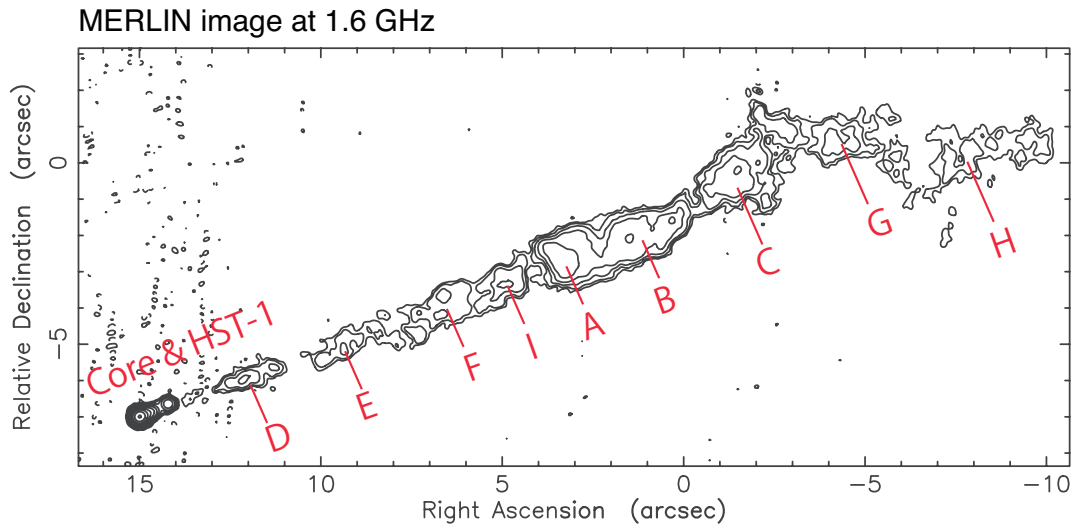 MERLIN image at 1.6 GHz
Relative Declination (arcsec)
0
−5
Core & HST-1
D
E
F
I
A
B
C
G
H
15 10 5 0 −5 −10
Right Ascension (arcsec)